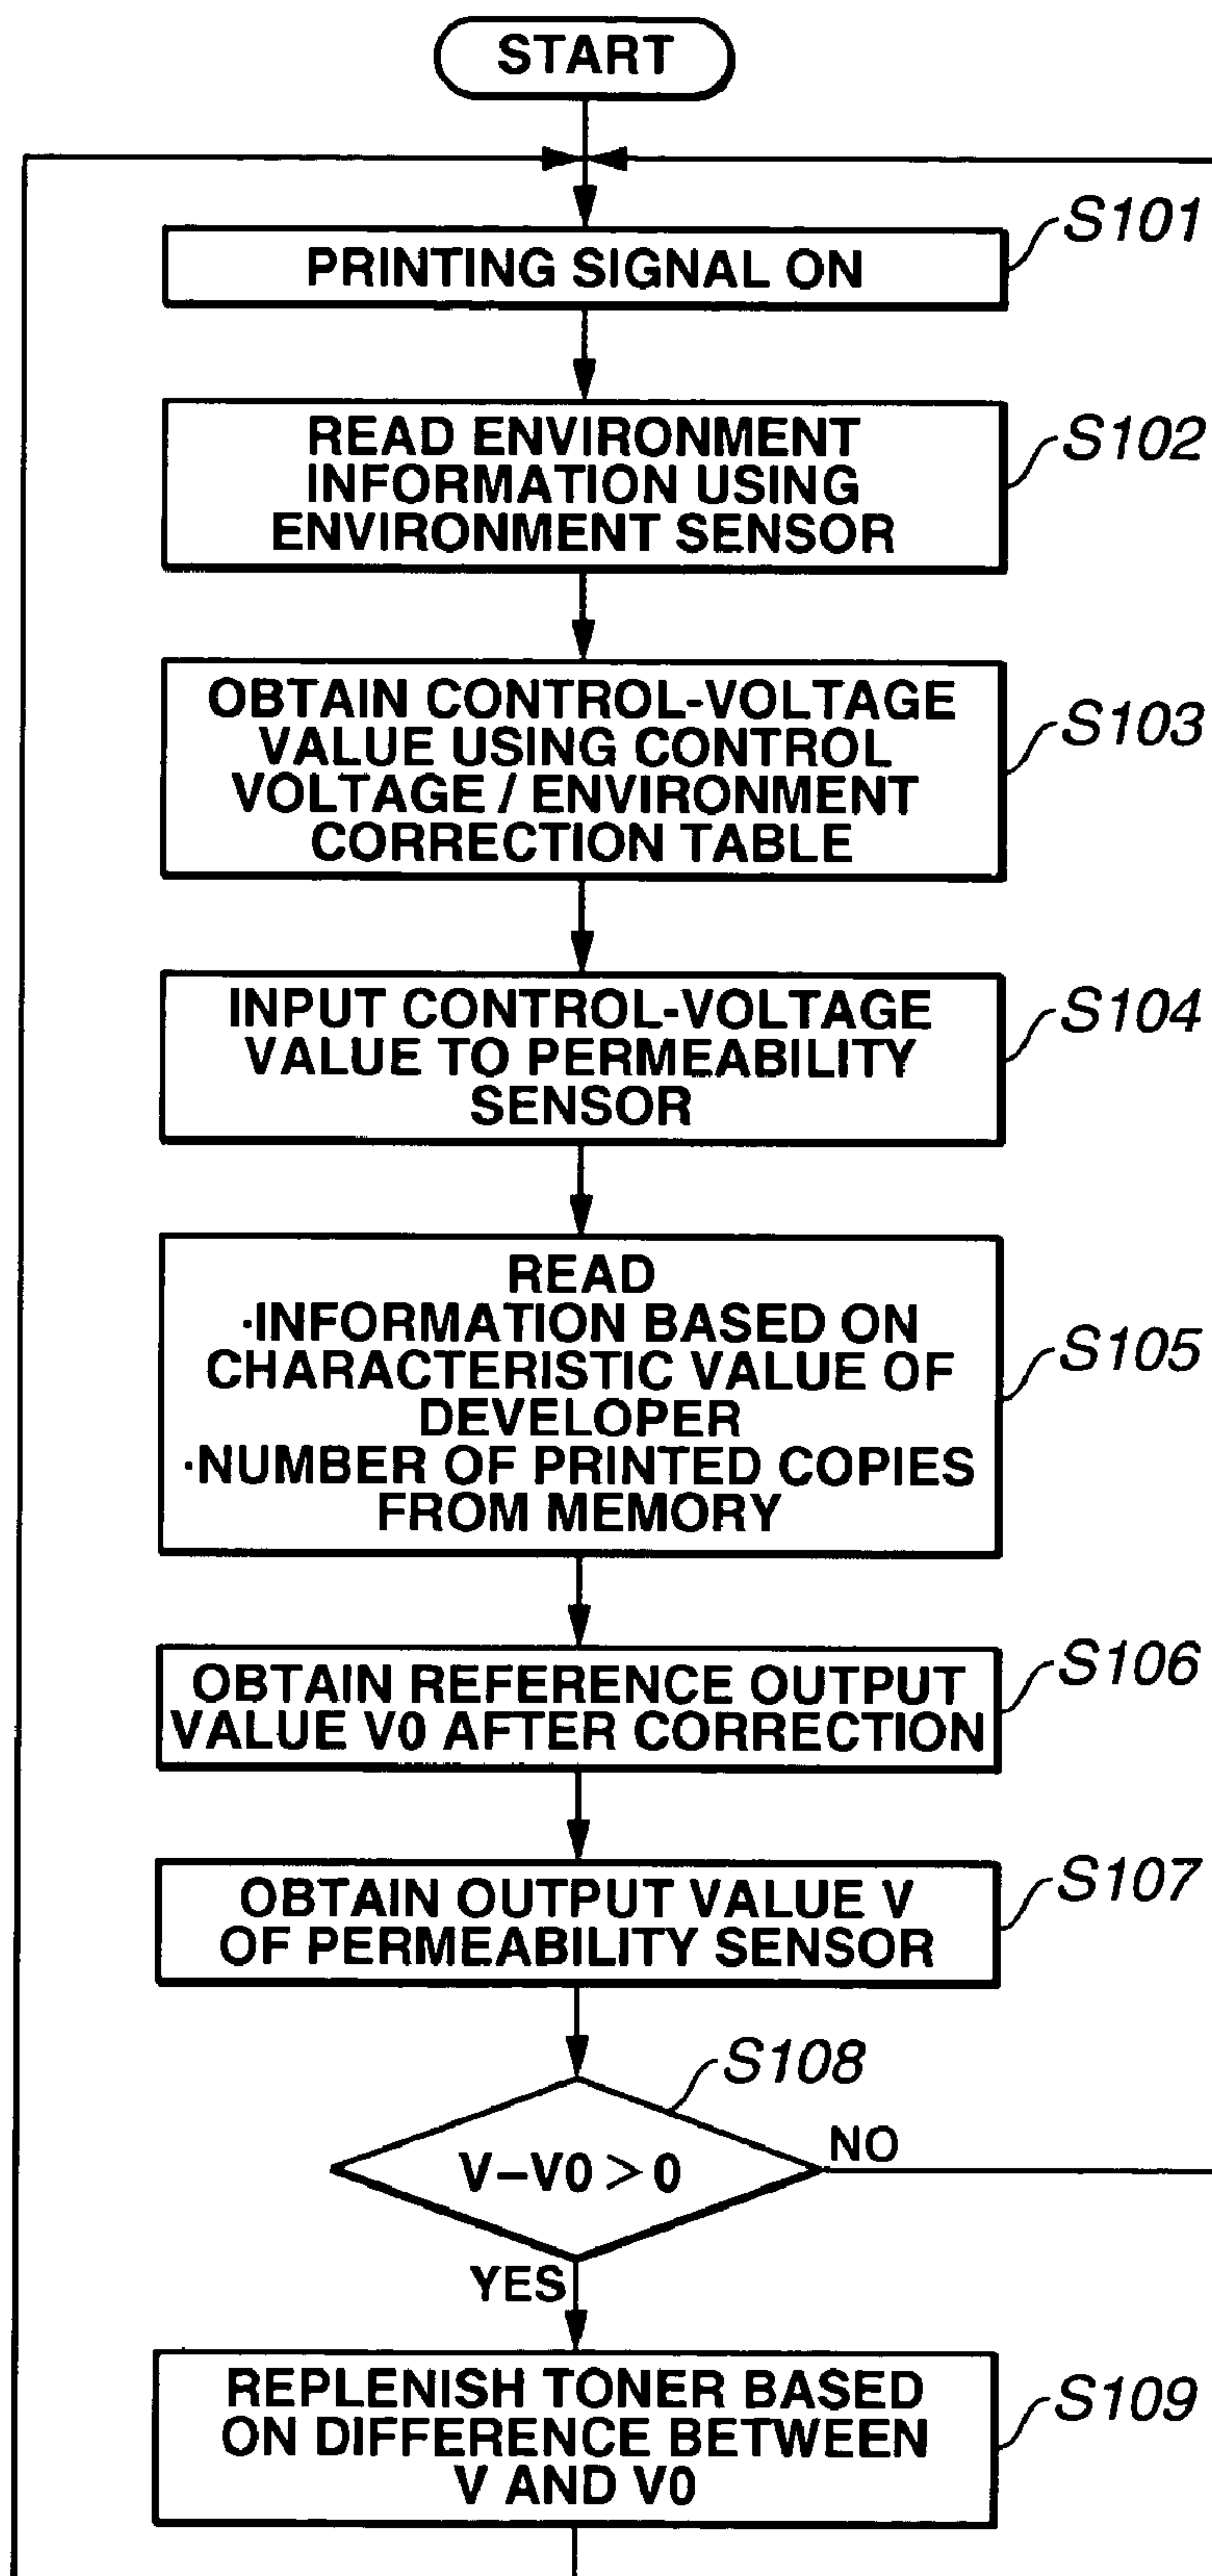 START
S101
PRINTING SIGNAL ON
S102
READ ENVIRONMENT
INFORMATION USING
ENVIRONMENT SENSOR
S103
OBTAIN CONTROL-VOLTAGE
VALUE USING CONTROL
VOLTAGE / ENVIRONMENT
CORRECTION TABLE
S104
INPUT CONTROL-VOLTAGE
VALUE TO PERMEABILITY
SENSOR
S105
READ
·INFORMATION BASED ON
CHARACTERISTIC VALUE OF
DEVELOPER
·NUMBER OF PRINTED COPIES
FROM MEMORY
S106
OBTAIN REFERENCE OUTPUT
VALUE V0 AFTER CORRECTION
S107
OBTAIN OUTPUT VALUE V
OF PERMEABILITY SENSOR
S108
V–V0 > 0
NO
YES
S109
REPLENISH TONER BASED
ON DIFFERENCE BETWEEN
V AND V0